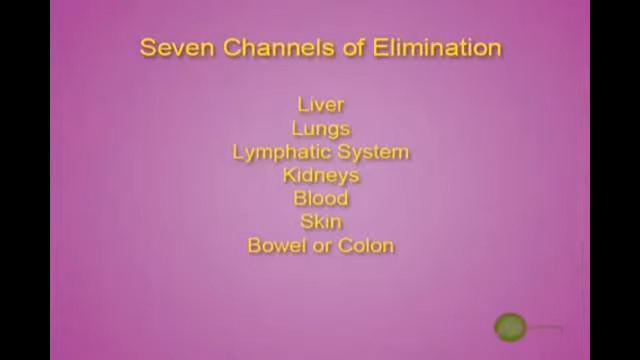 Seven Channels of Elimination
Liver
Lungs
Lymphatic System
Kidneys
Blood
Skin
Bowel or Colon